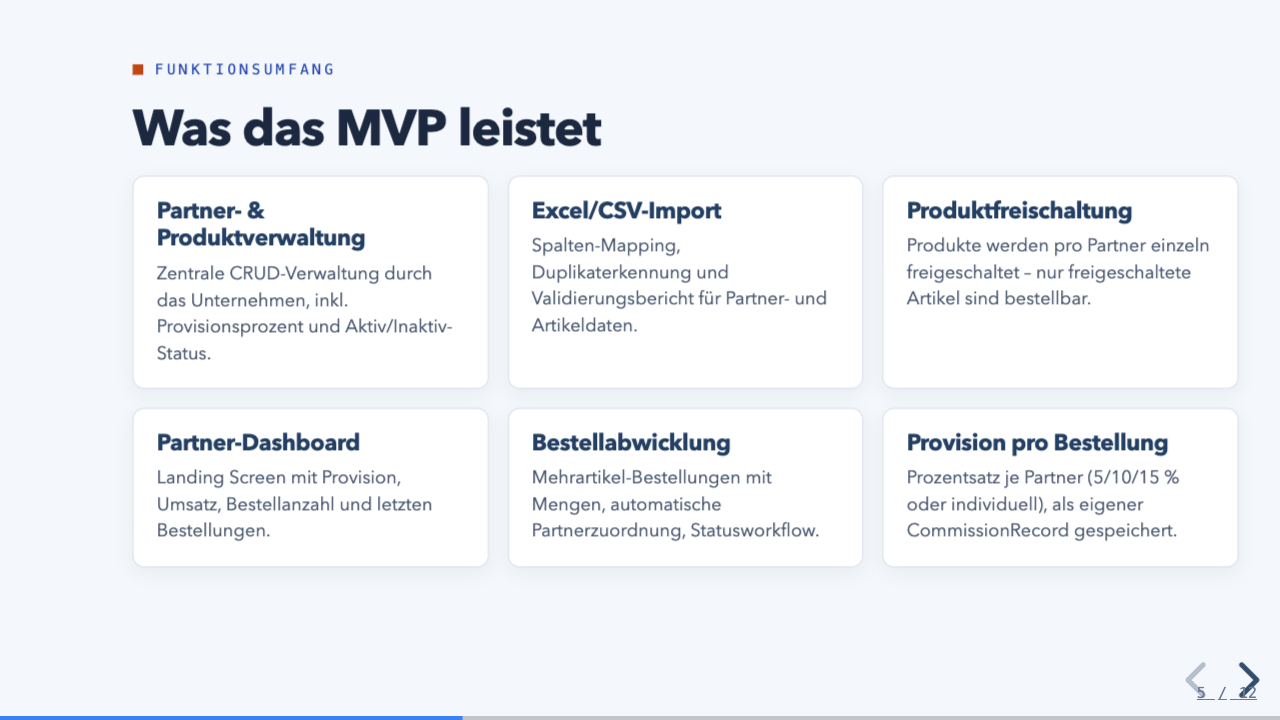 FUNKTIONSUMFANG
Was das MVP leistet
Partner- &
Produktverwaltung
Zentrale CRUD-Verwaltung durch
das Unternehmen, inkl.
Provisionsprozent und Aktiv/Inaktiv-
Status.
Excel/CSV-Import
Spalten-Mapping,
Duplikaterkennung und
Validierungsbericht für Partner- und
Artikeldaten.
Produktfreischaltung
Produkte werden pro Partner einzeln
freigeschaltet – nur freigeschaltete
Artikel sind bestellbar.
Partner-Dashboard
Landing Screen mit Provision,
Umsatz, Bestellanzahl und letzten
Bestellungen.
Bestellabwicklung
Mehrartikel-Bestellungen mit
Mengen, automatische
Partnerzuordnung, Statusworkflow.
Provision pro Bestellung
Prozentsatz je Partner (5/10/15 %
oder individuell), als eigener
CommissionRecord gespeichert.
5 / 12